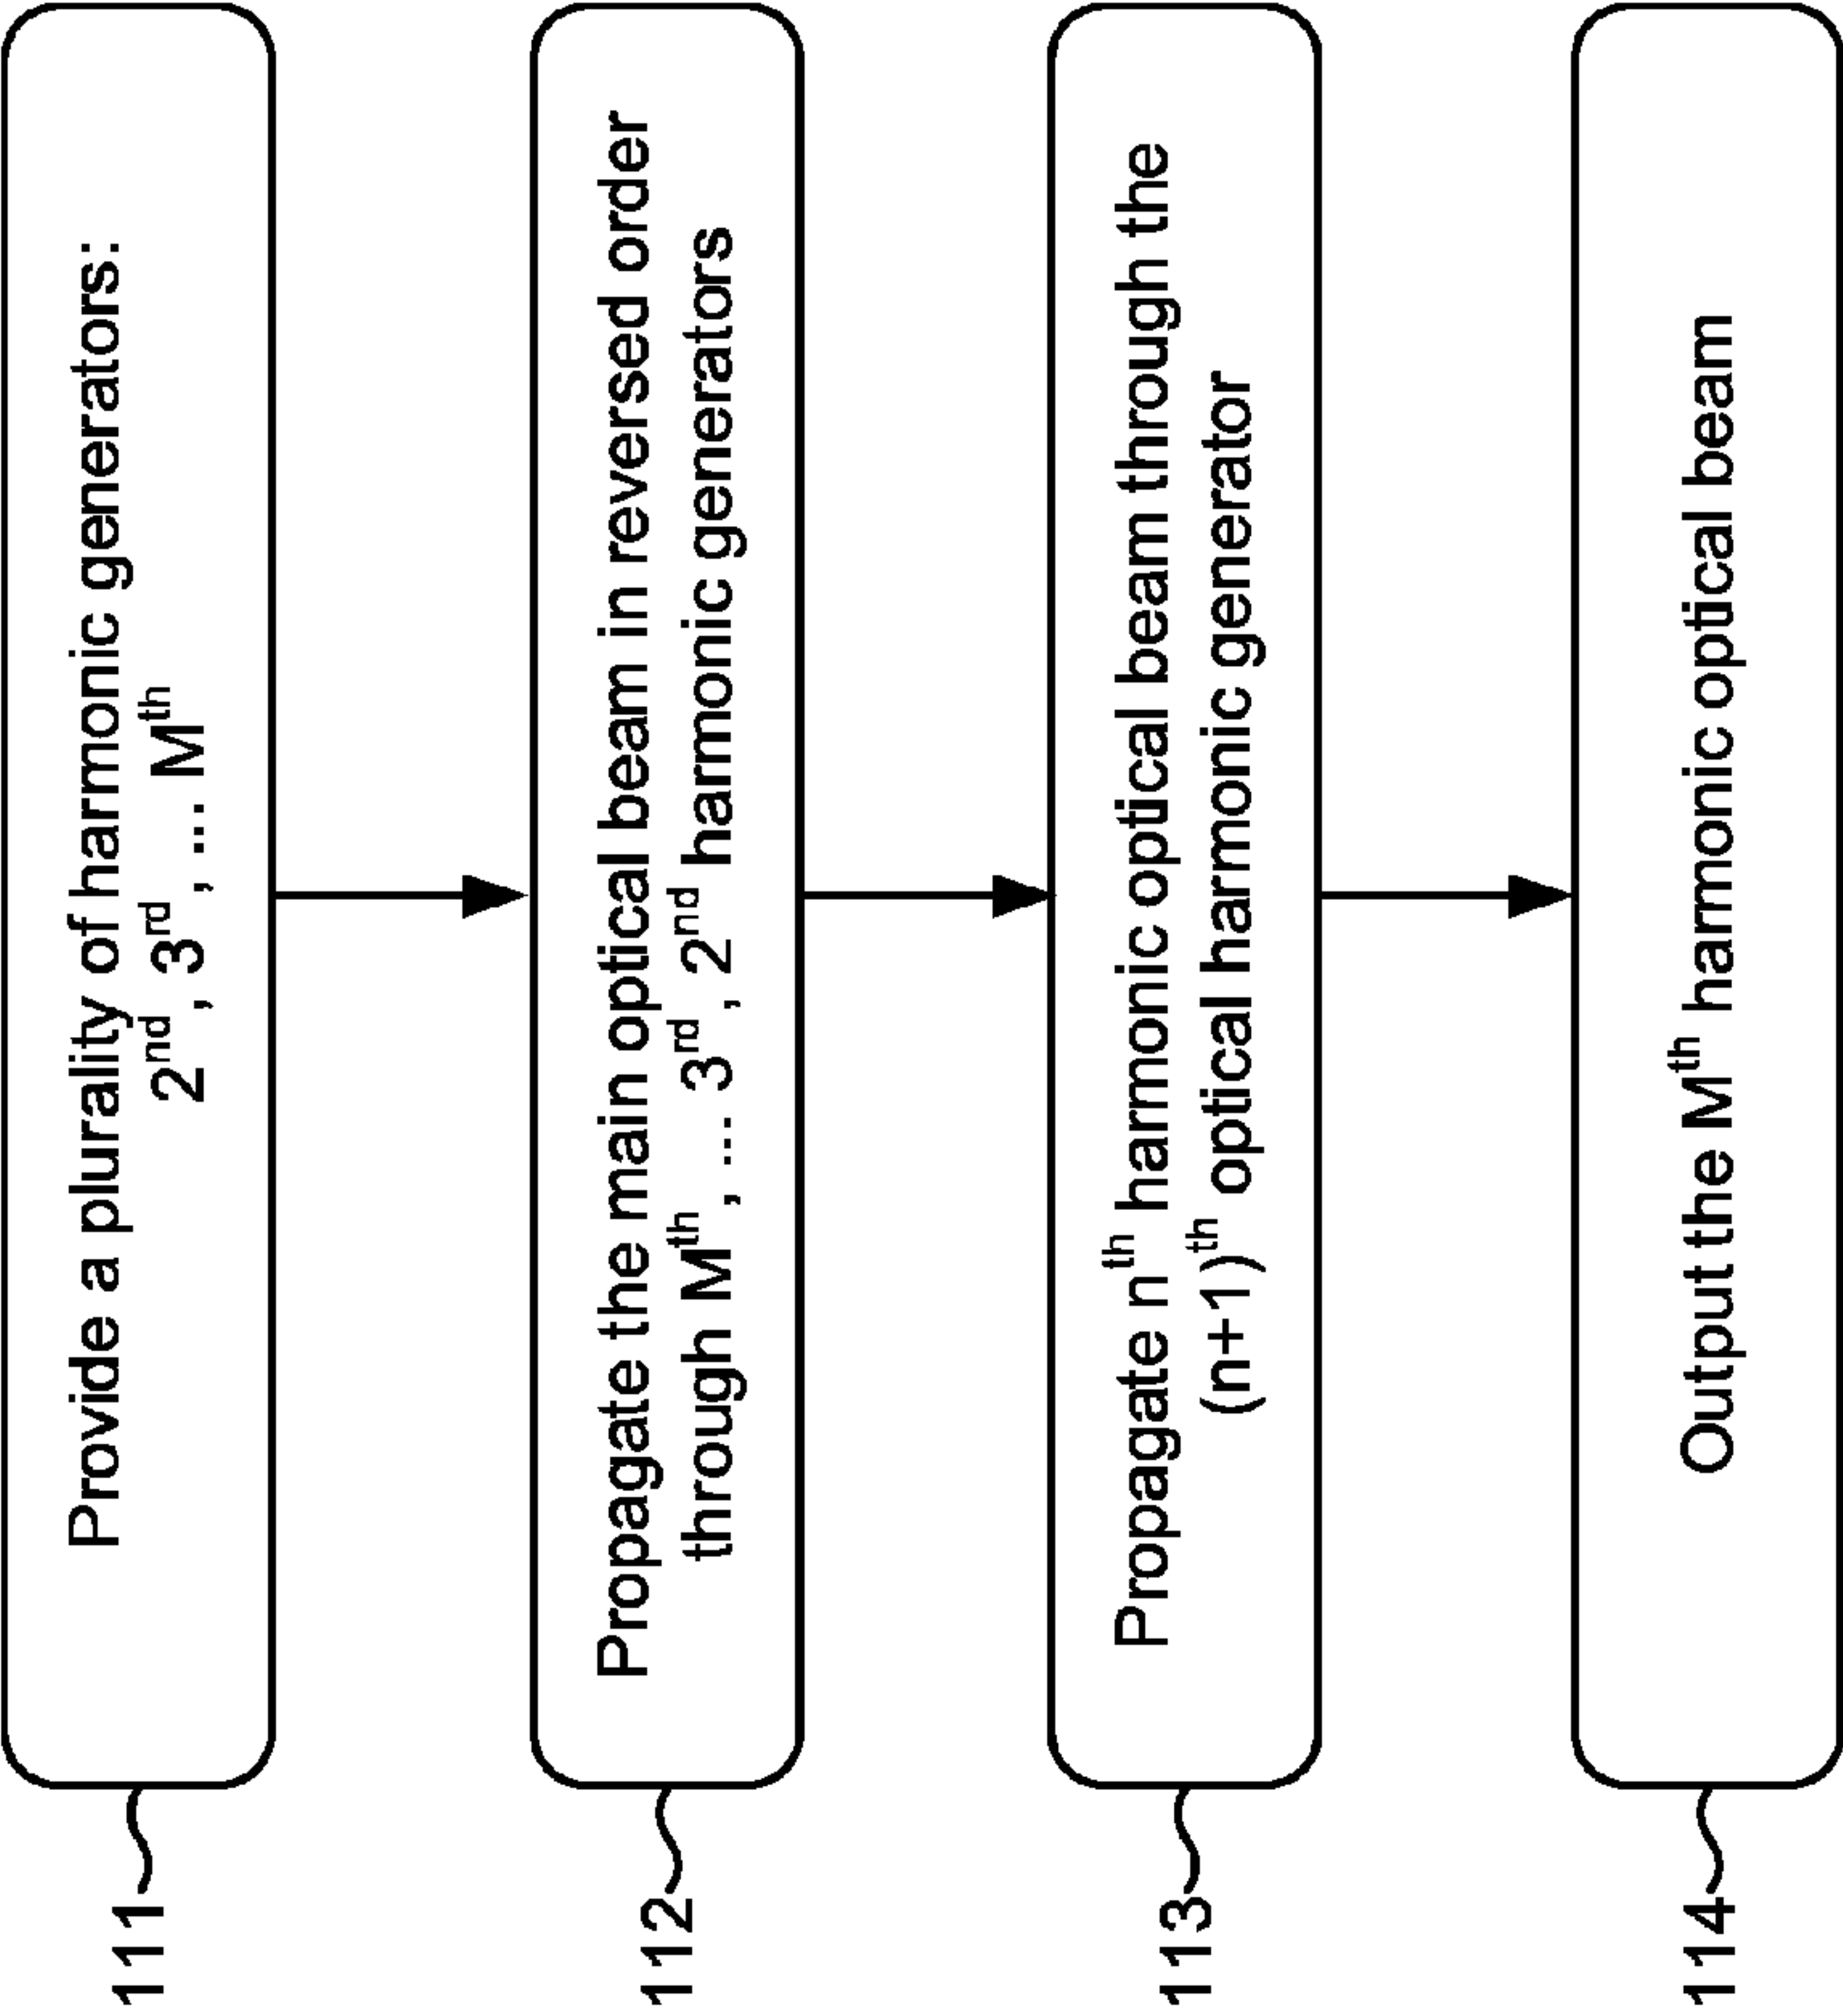 111
Provide a plurality of harmonic generators:
2nd, 3rd, ... Mth
112
Propagate the main optical beam in reversed order
through Mth, ... 3rd, 2nd harmonic generators
113
Propagate nth harmonic optical beam through the
(n+1)th optical harmonic generator
114
Output the Mth harmonic optical beam